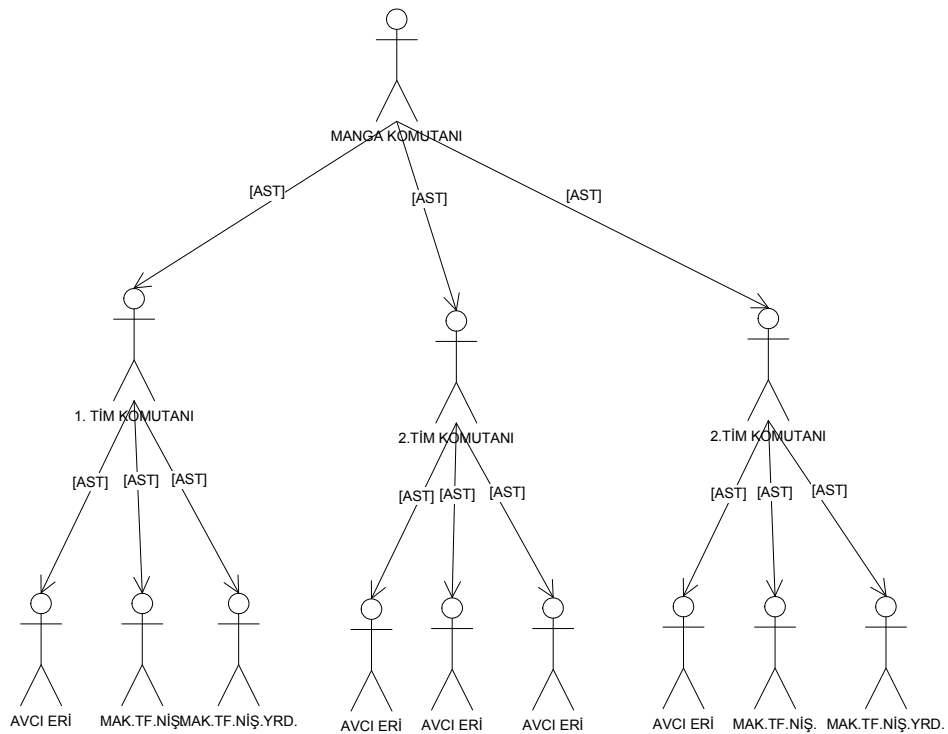 MANGA KOMUTANI
[AST]
[AST]
[AST]
1. TİM KOMUTANI
2.TİM KOMUTANI
2.TİM KOMUTANI
[AST]
[AST]
[AST]
[AST]
[AST]
[AST]
[AST]
[AST]
[AST]
AVCI ERİ
MAK.TF.NİŞ.
MAK.TF.NİŞ.YRD.
AVCI ERİ
AVCI ERİ
AVCI ERİ
AVCI ERİ
MAK.TF.NİŞ.
MAK.TF.NİŞ.YRD.